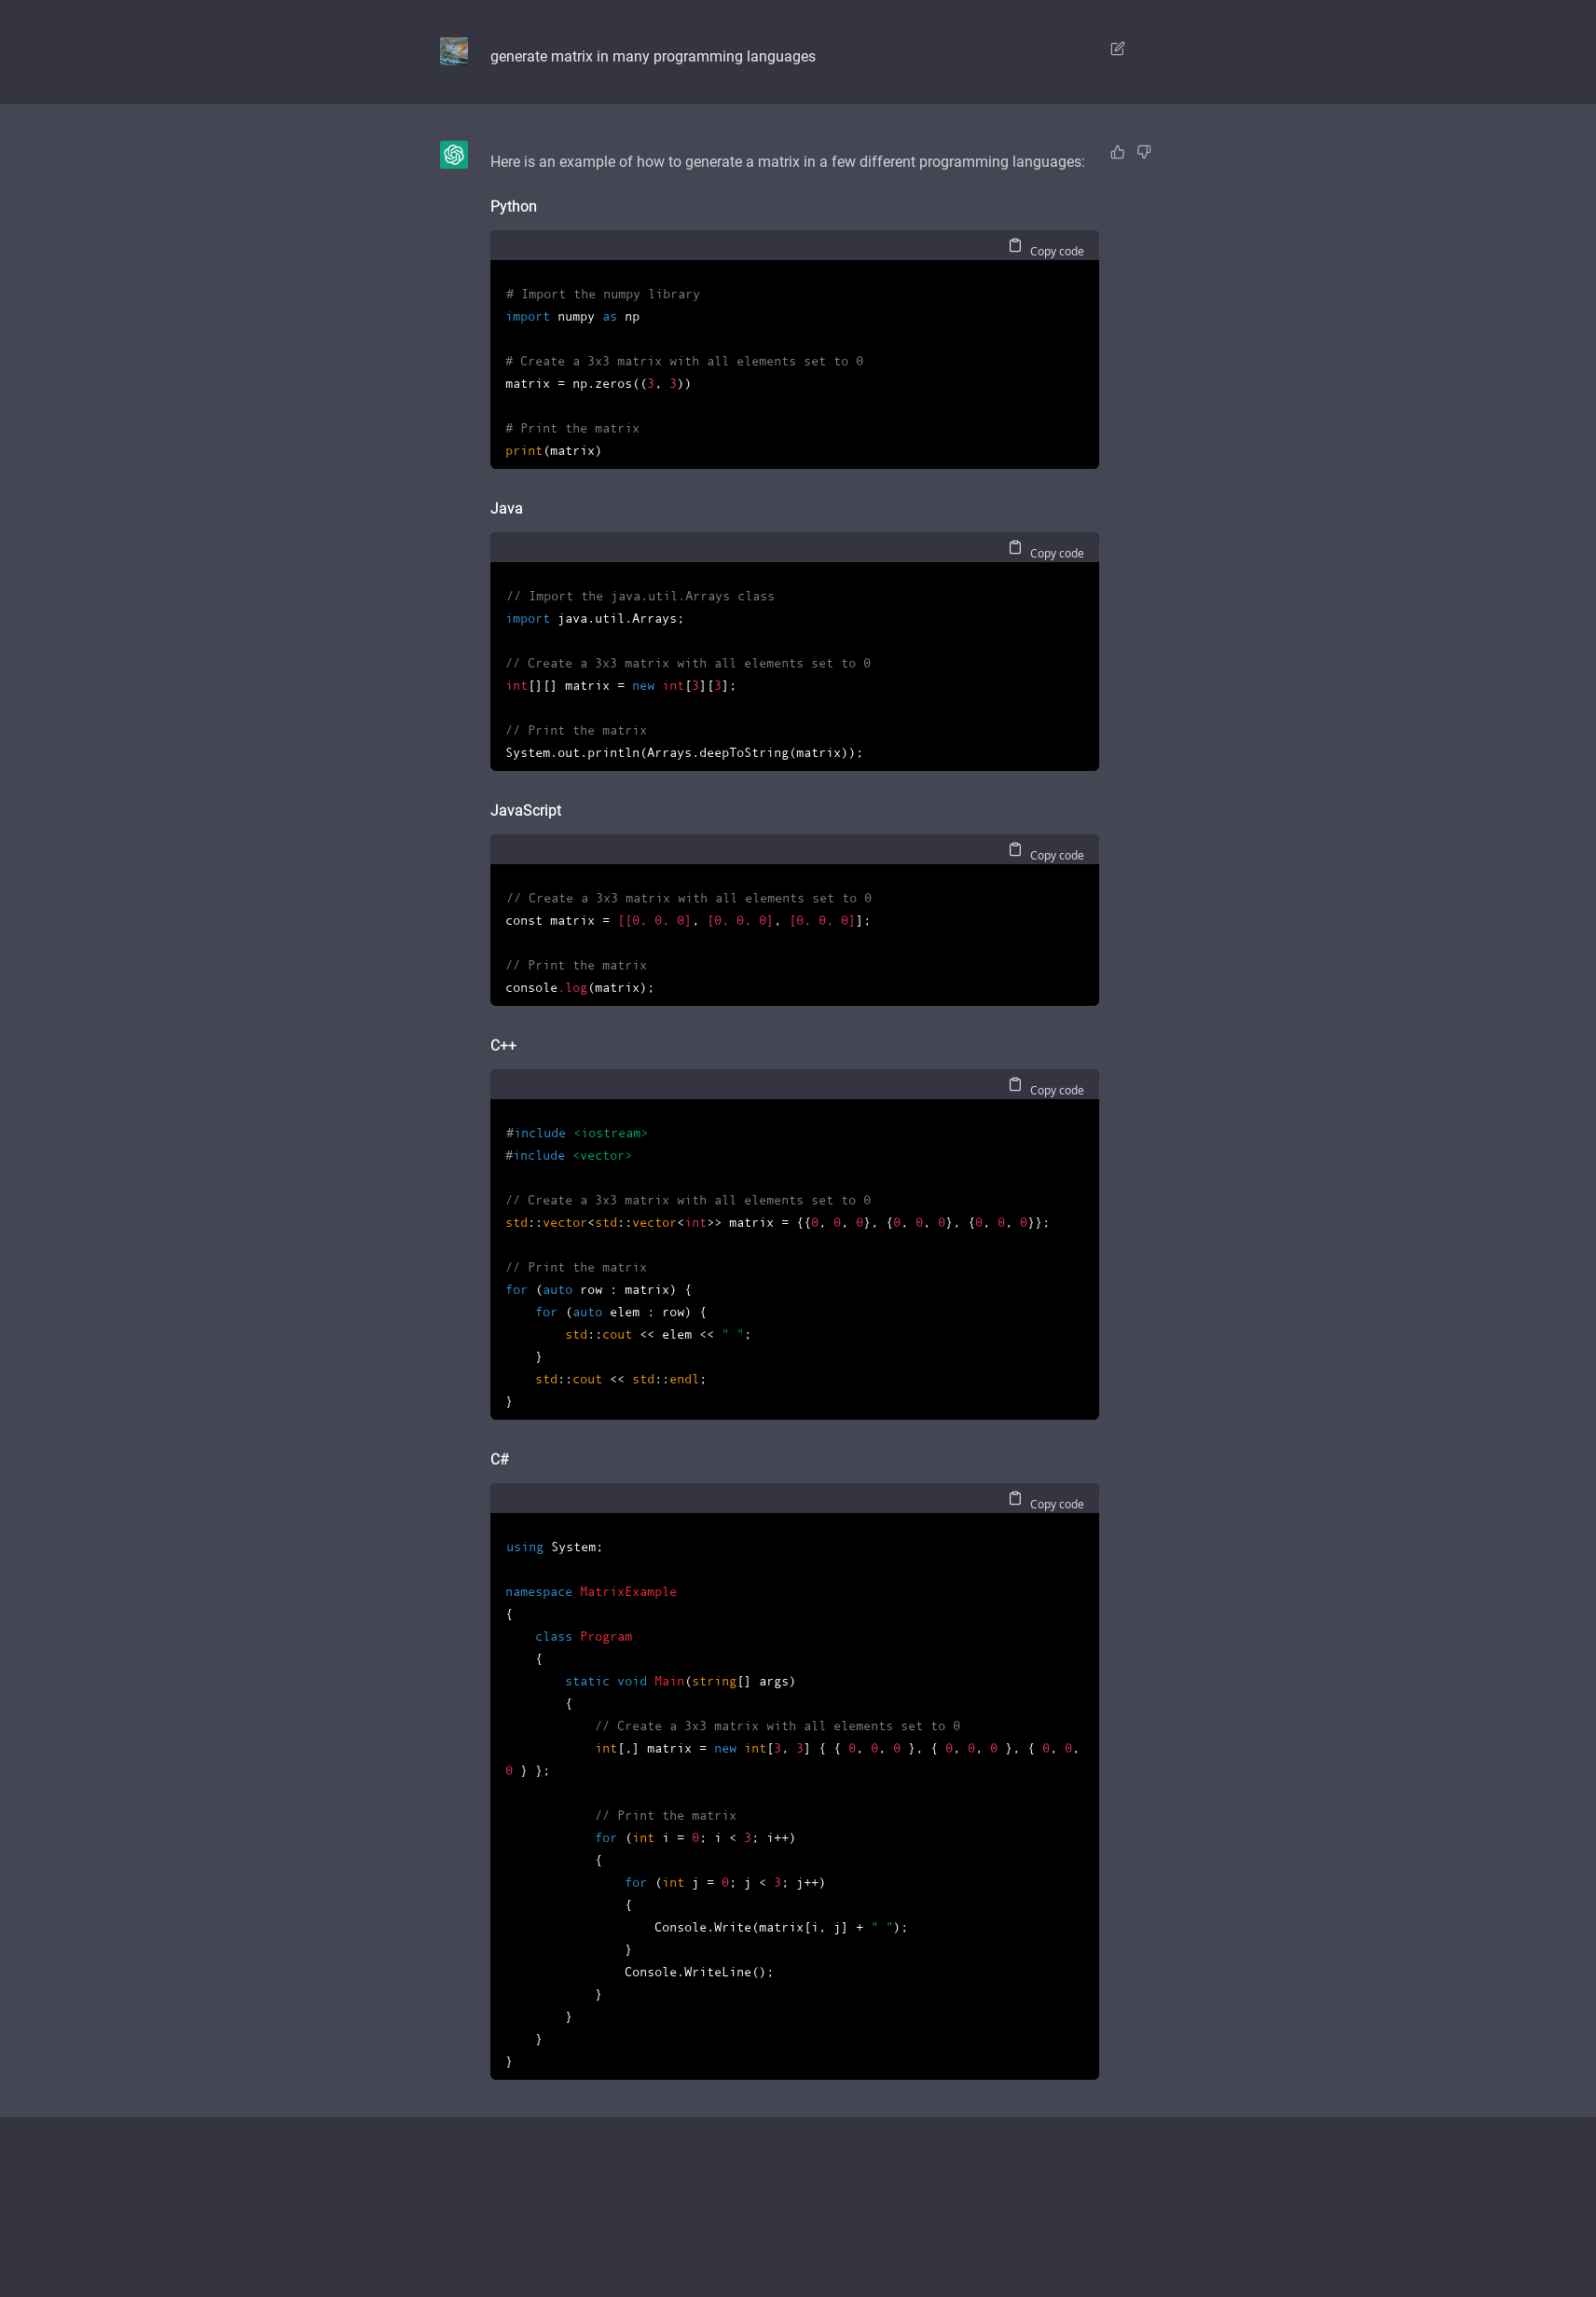 generate matrix in many programming languages
Here is an example of how to generate a matrix in a few different programming languages:
Python
Copy code
# Import the numpy library
import numpy as np
# Create a 3x3 matrix with all elements set to 0
matrix = np.zeros((3, 3))
# Print the matrix
print(matrix)
Java
Copy code
// Import the java.util.Arrays class
import java.util.Arrays;
// Create a 3x3 matrix with all elements set to 0
int[][] matrix = new int[3][3];
// Print the matrix
System.out.println(Arrays.deepToString(matrix));
JavaScript
Copy code
// Create a 3x3 matrix with all elements set to 0
const matrix = [[0, 0, 0], [0, 0, 0], [0, 0, 0]];
// Print the matrix
console.log(matrix);
C++
Copy code
#include <iostream>
#include <vector>
// Create a 3x3 matrix with all elements set to 0
std::vector<std::vector<int>> matrix = {{0, 0, 0}, {0, 0, 0}, {0, 0, 0}};
// Print the matrix
for (auto row : matrix) {
    for (auto elem : row) {
        std::cout << elem << " ";
    }
    std::cout << std::endl;
}
C#
Copy code
using System;
namespace MatrixExample
{
    class Program
    {
        static void Main(string[] args)
        {
            // Create a 3x3 matrix with all elements set to 0
            int[,] matrix = new int[3, 3] { { 0, 0, 0 }, { 0, 0, 0 }, { 0, 0,
0 } };
            // Print the matrix
            for (int i = 0; i < 3; i++)
            {
                for (int j = 0; j < 3; j++)
                {
                    Console.Write(matrix[i, j] + " ");
                }
                Console.WriteLine();
            }
        }
    }
}